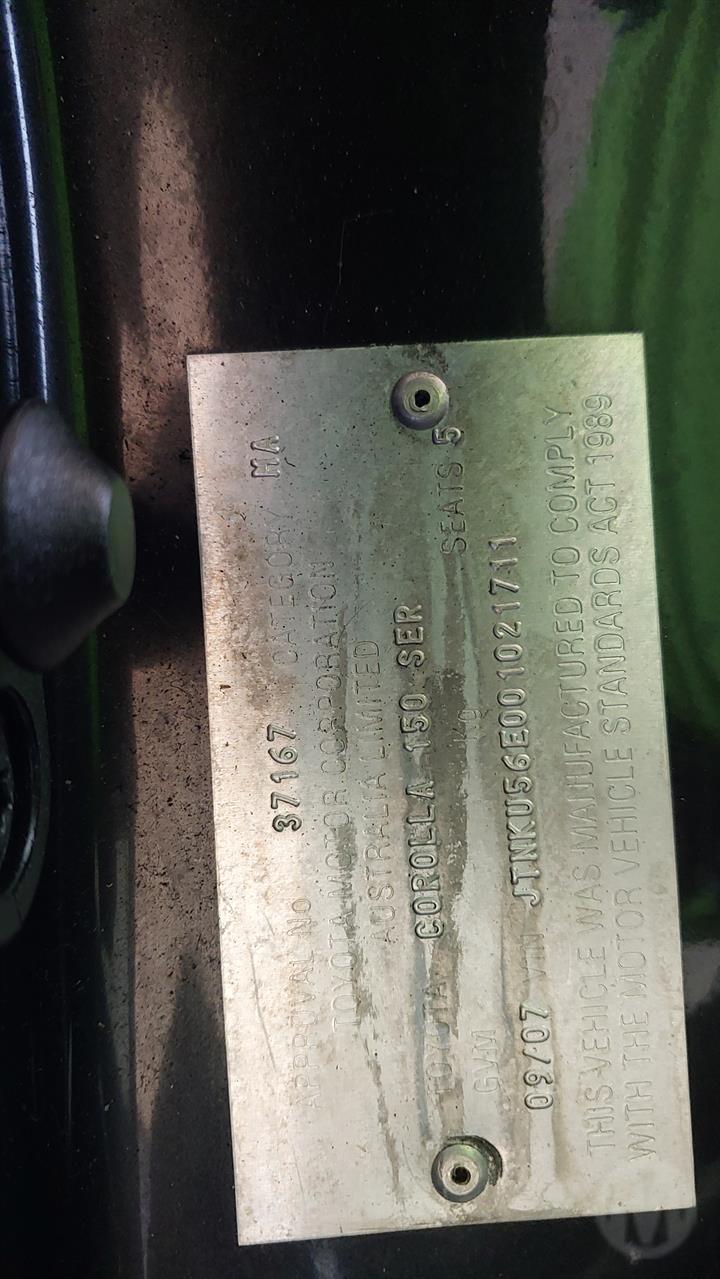 APPROVAL No 37167 CATEGORY MA
TOYOTA MOTOR CORPORATION
AUSTRALIA LIMITED
TOYOTA COROLLA 150 SER
GVM KG SEATS 5
09/07 VIN JTNKU56E001021711
THIS VEHICLE WAS MANUFACTURED TO COMPLY
WITH THE MOTOR VEHICLE STANDARDS ACT 1989